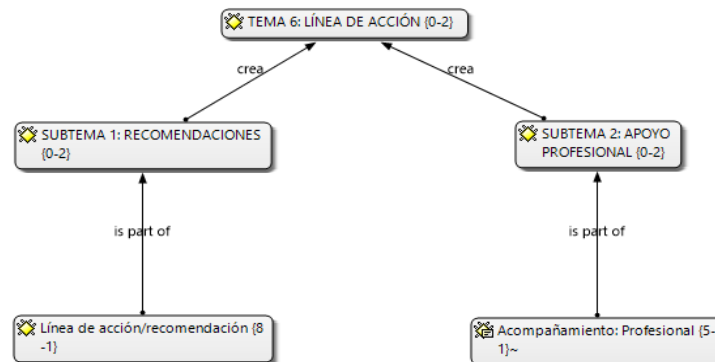 TEMA 6: LÍNEA DE ACCIÓN {0-2}
crea
crea
SUBTEMA 1: RECOMENDACIONES
{0-2}
SUBTEMA 2: APOYO
PROFESIONAL {0-2}
is part of
is part of
Línea de acción/recomendación {8
-1}
Acompañamiento: Profesional {5-
1}~